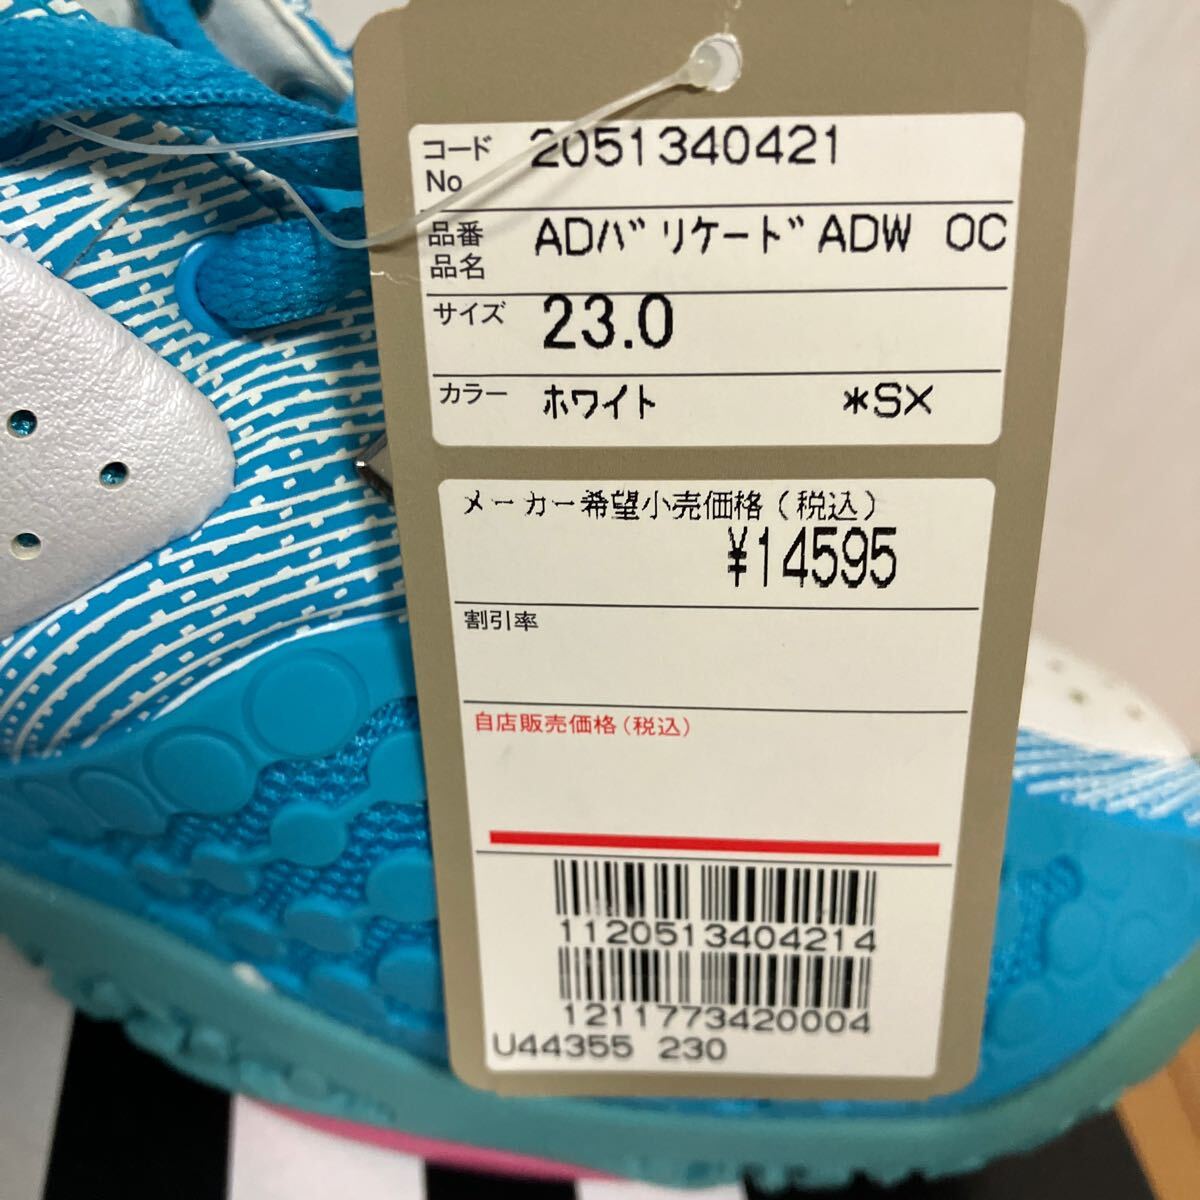 コード No 2051340421
品番 品名 ADバリケードADW OC
サイズ 23.0
カラー ホワイト *SX
メーカー希望小売価格(税込)
¥14595
割引率
自店販売価格(税込)
1120513404214
1211773420004
U44355 230